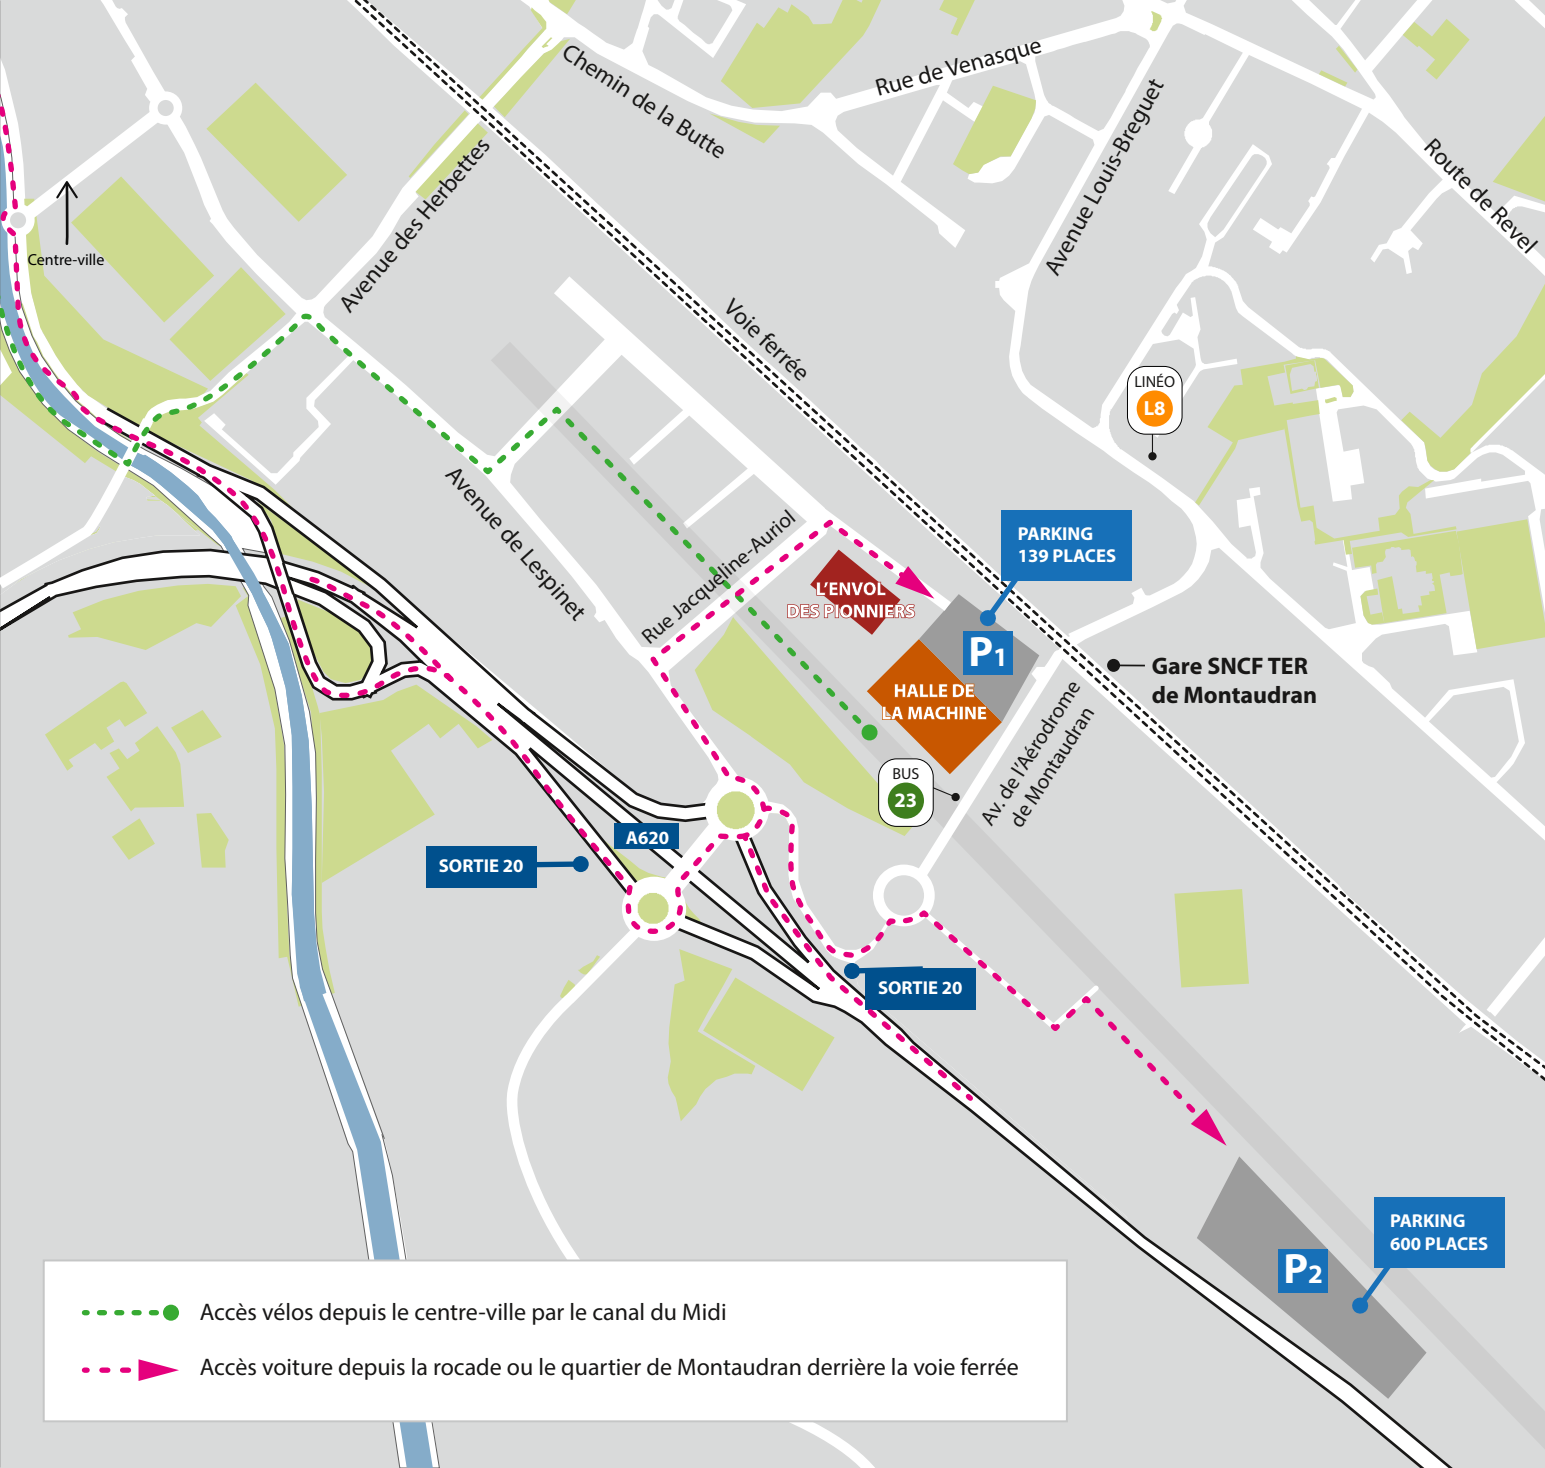 Chemin de la Butte
Rue de Venasque
Avenue Louis-Breguet
Route de Revel
Avenue des Herbettes
Centre-ville
Voie ferrée
LINÉO
L8
Avenue de Lespinet
Rue Jacqueline-Auriol
PARKING
139 PLACES
L'ENVOL
DES PIONNIERS
P1
HALLE DE
LA MACHINE
Gare SNCF TER
de Montaudran
Av. de l'Aérodrome
de Montaudran
BUS
23
A620
SORTIE 20
SORTIE 20
PARKING
600 PLACES
P2
Accès vélos depuis le centre-ville par le canal du Midi
Accès voiture depuis la rocade ou le quartier de Montaudran derrière la voie ferrée